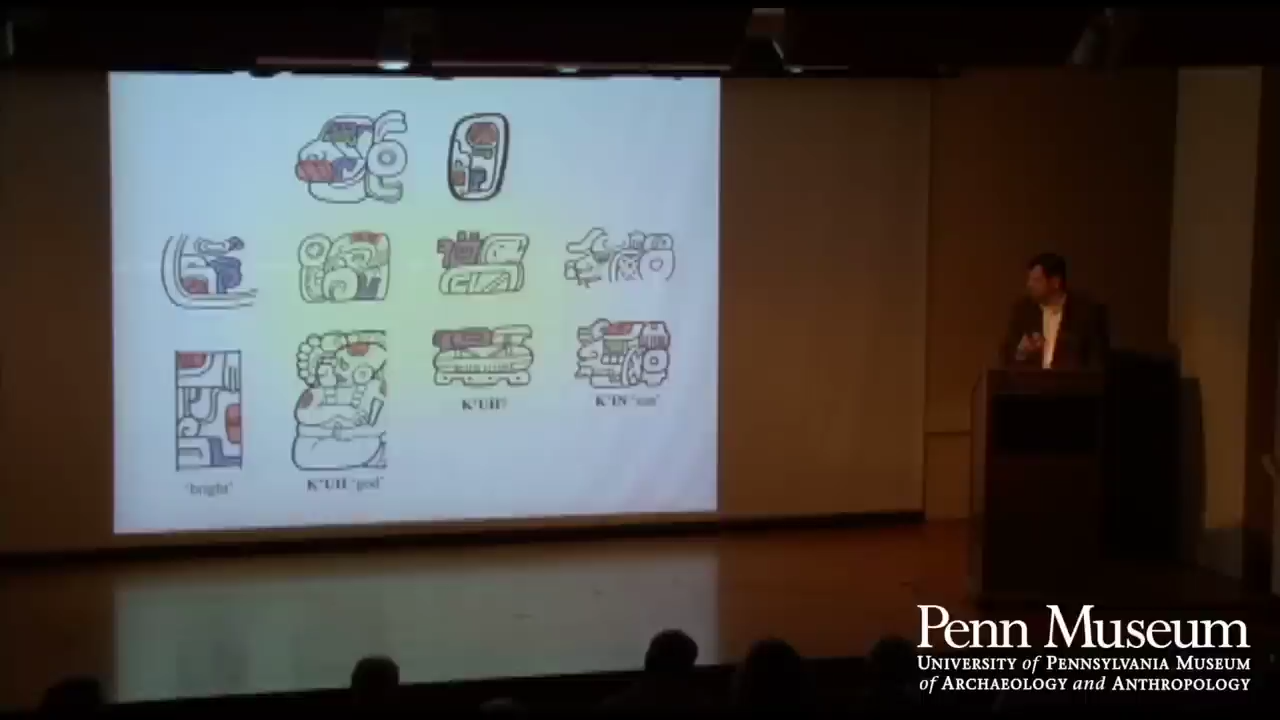 K'UH?
K'IN 'sun'
'bright'
K'UH 'god'
Penn Museum
UNIVERSITY of PENNSYLVANIA MUSEUM
of ARCHAEOLOGY and ANTHROPOLOGY